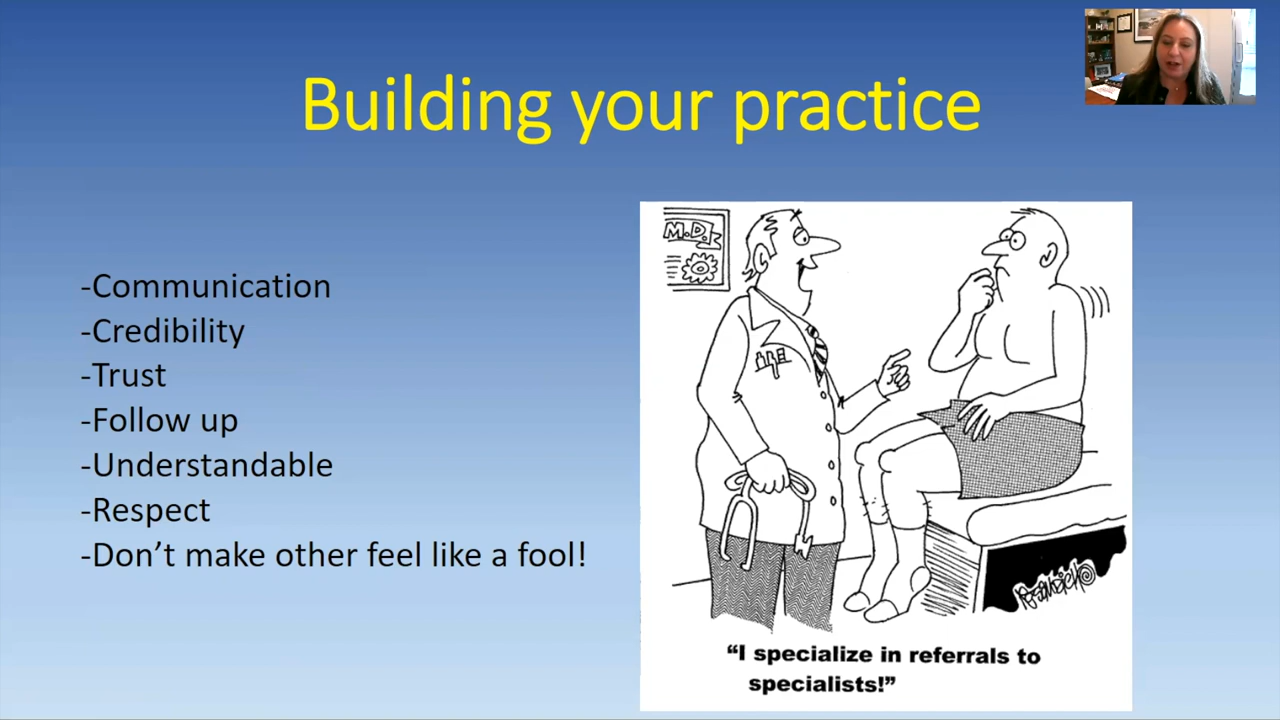 Building your practice
-Communication
-Credibility
-Trust
-Follow up
-Understandable
-Respect
-Don’t make other feel like a fool!
M.D.
“I specialize in referrals to
specialists!”